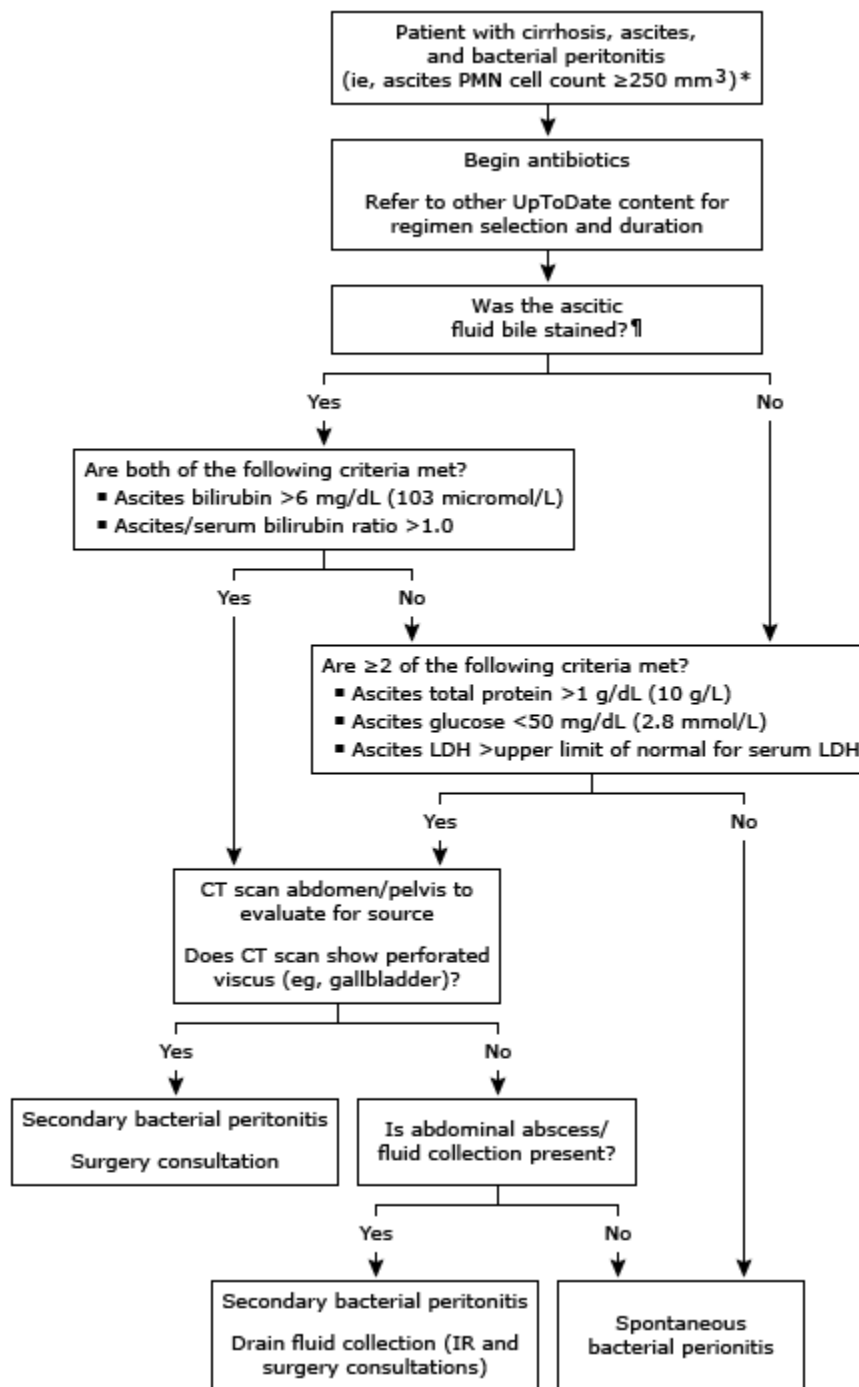 Patient with cirrhosis, ascites,
and bacterial peritonitis
(ie, ascites PMN cell count ≥250 mm³)*
Begin antibiotics
Refer to other UpToDate content for
regimen selection and duration
Was the ascitic
fluid bile stained?¶
Yes
No
Are both of the following criteria met?
▪ Ascites bilirubin >6 mg/dL (103 micromol/L)
▪ Ascites/serum bilirubin ratio >1.0
Yes
No
Are ≥2 of the following criteria met?
▪ Ascites total protein >1 g/dL (10 g/L)
▪ Ascites glucose <50 mg/dL (2.8 mmol/L)
▪ Ascites LDH >upper limit of normal for serum LDH
Yes
No
CT scan abdomen/pelvis to
evaluate for source
Does CT scan show perforated
viscus (eg, gallbladder)?
Yes
No
Secondary bacterial peritonitis
Surgery consultation
Is abdominal abscess/
fluid collection present?
Yes
No
Secondary bacterial peritonitis
Drain fluid collection (IR and
surgery consultations)
Spontaneous
bacterial perionitis